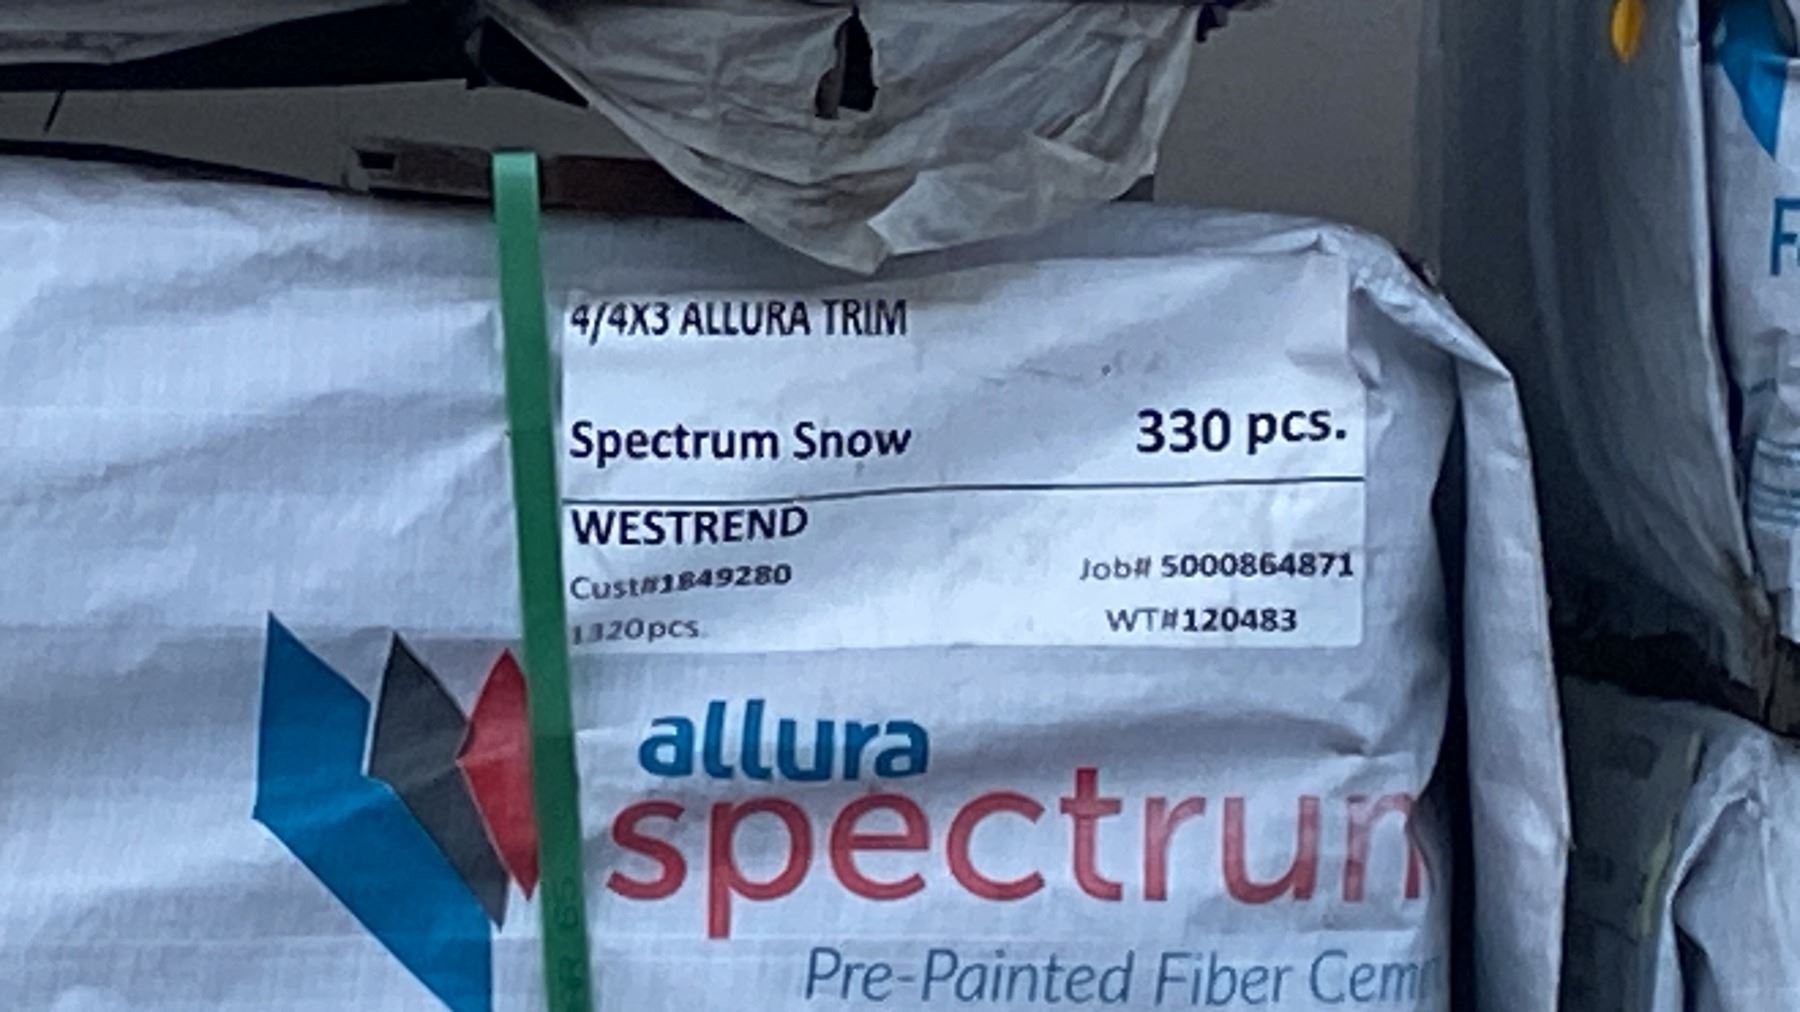 4/4X3 ALLURA TRIM
Spectrum Snow 330 pcs.
WESTREND
Cust#1849280 Job# 5000864871
1320pcs WT#120483
allura
spectrum
Pre-Painted Fiber Cem
F